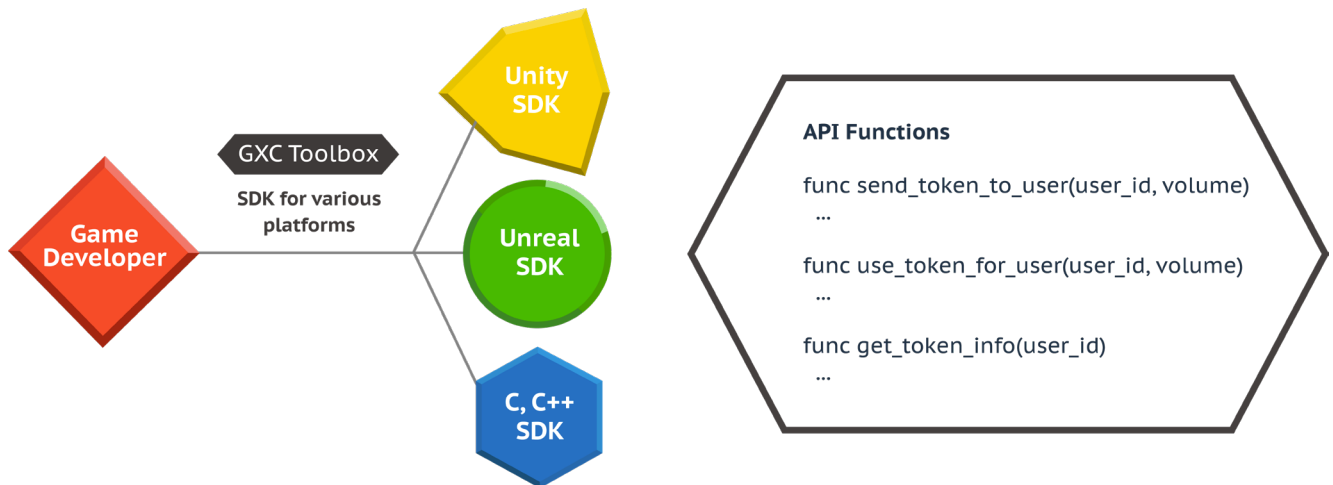 Game
Developer
GXC Toolbox
SDK for various
platforms
Unity
SDK
Unreal
SDK
C, C++
SDK
API Functions
func send_token_to_user(user_id, volume)
...
func use_token_for_user(user_id, volume)
...
func get_token_info(user_id)
...